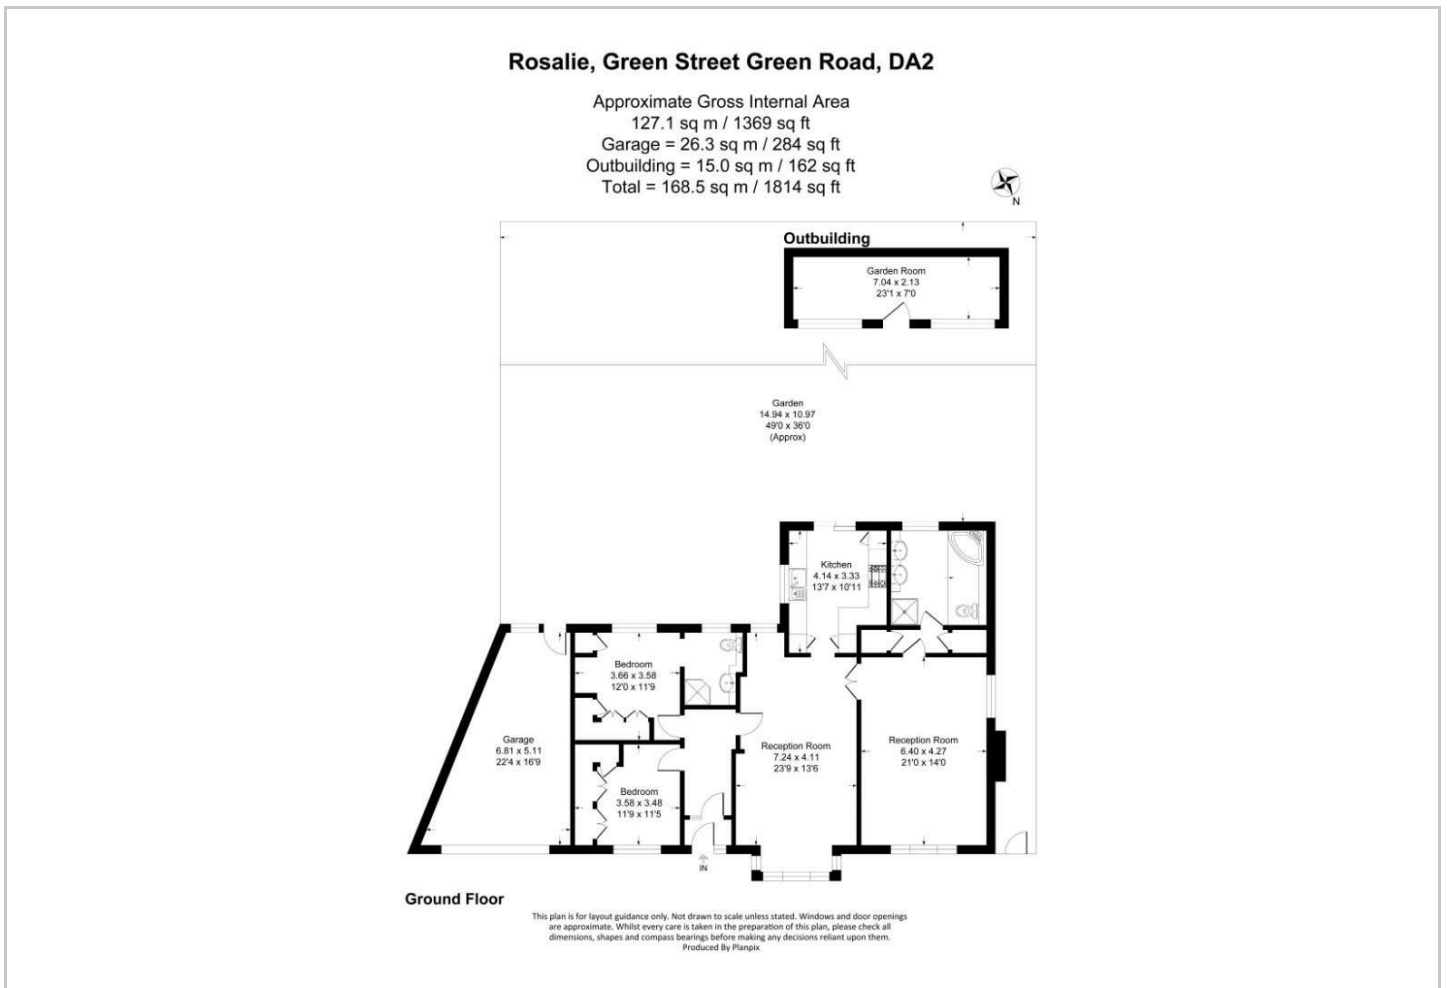 Rosalie, Green Street Green Road, DA2
Approximate Gross Internal Area
127.1 sq m / 1369 sq ft
Garage = 26.3 sq m / 284 sq ft
Outbuilding = 15.0 sq m / 162 sq ft
Total = 168.5 sq m / 1814 sq ft
N
Outbuilding
Garden Room
7.04 x 2.13
23'1 x 7'0
Garden
14.94 x 10.97
49'0 x 36'0
(Approx)
Kitchen
4.14 x 3.33
13'7 x 10'11
Bedroom
3.66 x 3.58
12'0 x 11'9
Garage
6.81 x 5.11
22'4 x 16'9
Reception Room
7.24 x 4.11
23'9 x 13'6
Reception Room
6.40 x 4.27
21'0 x 14'0
Bedroom
3.58 x 3.48
11'9 x 11'5
IN
Ground Floor
This plan is for layout guidance only. Not drawn to scale unless stated. Windows and door openings
are approximate. Whilst every care is taken in the preparation of this plan, please check all
dimensions, shapes and compass bearings before making any decisions reliant upon them.
Produced By Planpix